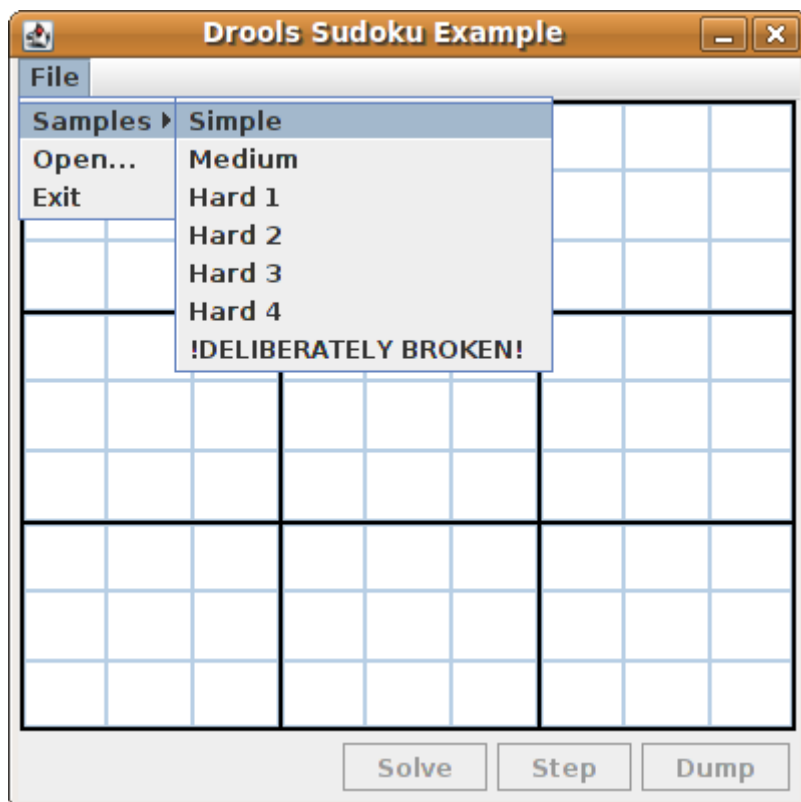 Drools Sudoku Example
File
Samples Simple
Open... Medium
Exit Hard 1
Hard 2
Hard 3
Hard 4
!DELIBERATELY BROKEN!
Solve Step Dump